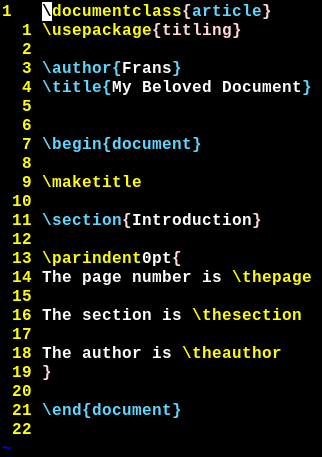 1 \documentclass{article}
1 \usepackage{titling}
2
3 \author{Frans}
4 \title{My Beloved Document}
5
6
7 \begin{document}
8
9 \maketitle
10
11 \section{Introduction}
12
13 \parindent0pt{
14 The page number is \thepage
15
16 The section is \thesection
17
18 The author is \theauthor
19 }
20
21 \end{document}
22
~